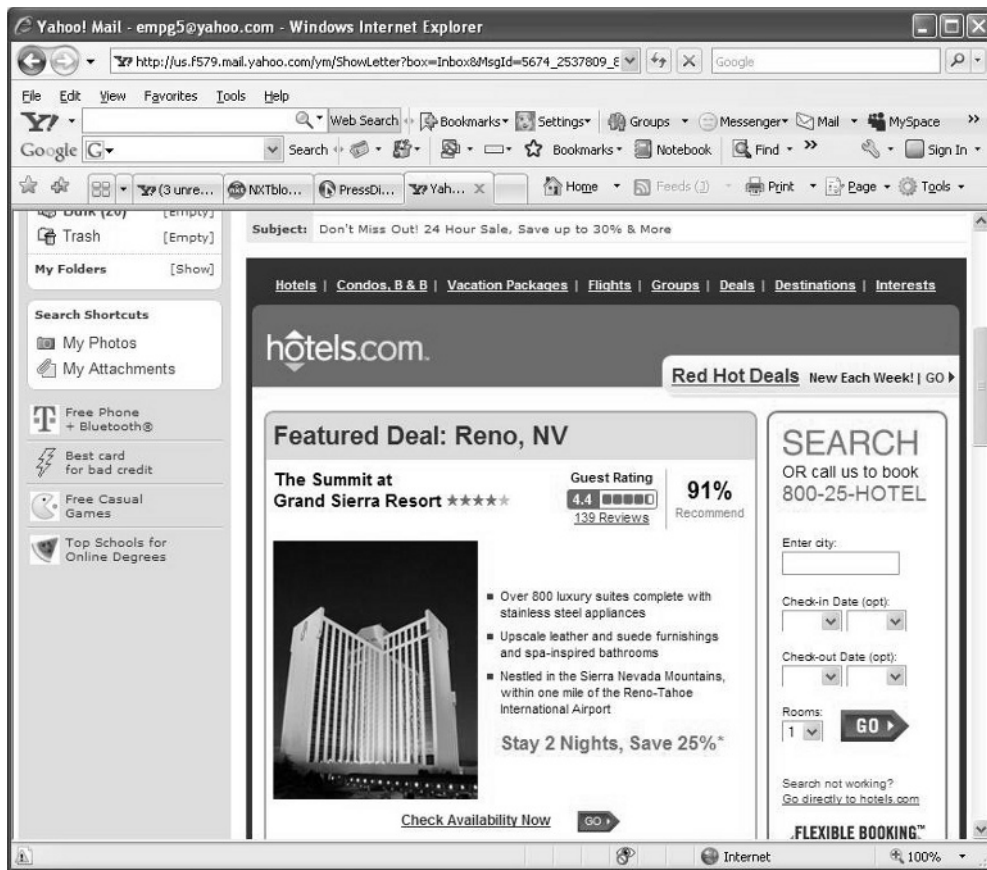 Yahoo! Mail - empg5@yahoo.com - Windows Internet Explorer
http://us.f579.mail.yahoo.com/ym/ShowLetter?box=Inbox&MsgId=5674_2537809_
Google
File Edit View Favorites Tools Help
Y! Web Search Bookmarks Settings Groups Messenger Mail MySpace »
Google G Search Bookmarks Notebook Find » Sign In
(3 unre... NXTblo... PressDi... Yah... X Home Feeds (J) Print Page Tools
Bulk (20) [Empty]
Trash [Empty]
My Folders [Show]
Search Shortcuts
My Photos
My Attachments
Free Phone
+ Bluetooth®
Best card
for bad credit
Free Casual
Games
Top Schools for
Online Degrees
Subject: Don't Miss Out! 24 Hour Sale, Save up to 30% & More
Hotels | Condos, B & B | Vacation Packages | Flights | Groups | Deals | Destinations | Interests
hotels.com
Red Hot Deals New Each Week! | GO
Featured Deal: Reno, NV
The Summit at
Grand Sierra Resort ★★★★★
Guest Rating
4.4
139 Reviews
91%
Recommend
▪ Over 800 luxury suites complete with
stainless steel appliances
▪ Upscale leather and suede furnishings
and spa-inspired bathrooms
▪ Nestled in the Sierra Nevada Mountains,
within one mile of the Reno-Tahoe
International Airport
Stay 2 Nights, Save 25%*
Check Availability Now GO
SEARCH
OR call us to book
800-25-HOTEL
Enter city:
Check-in Date (opt):
Check-out Date (opt):
Rooms:
1 GO
Search not working?
Go directly to hotels.com
.FLEXIBLE BOOKING™
Internet 100%